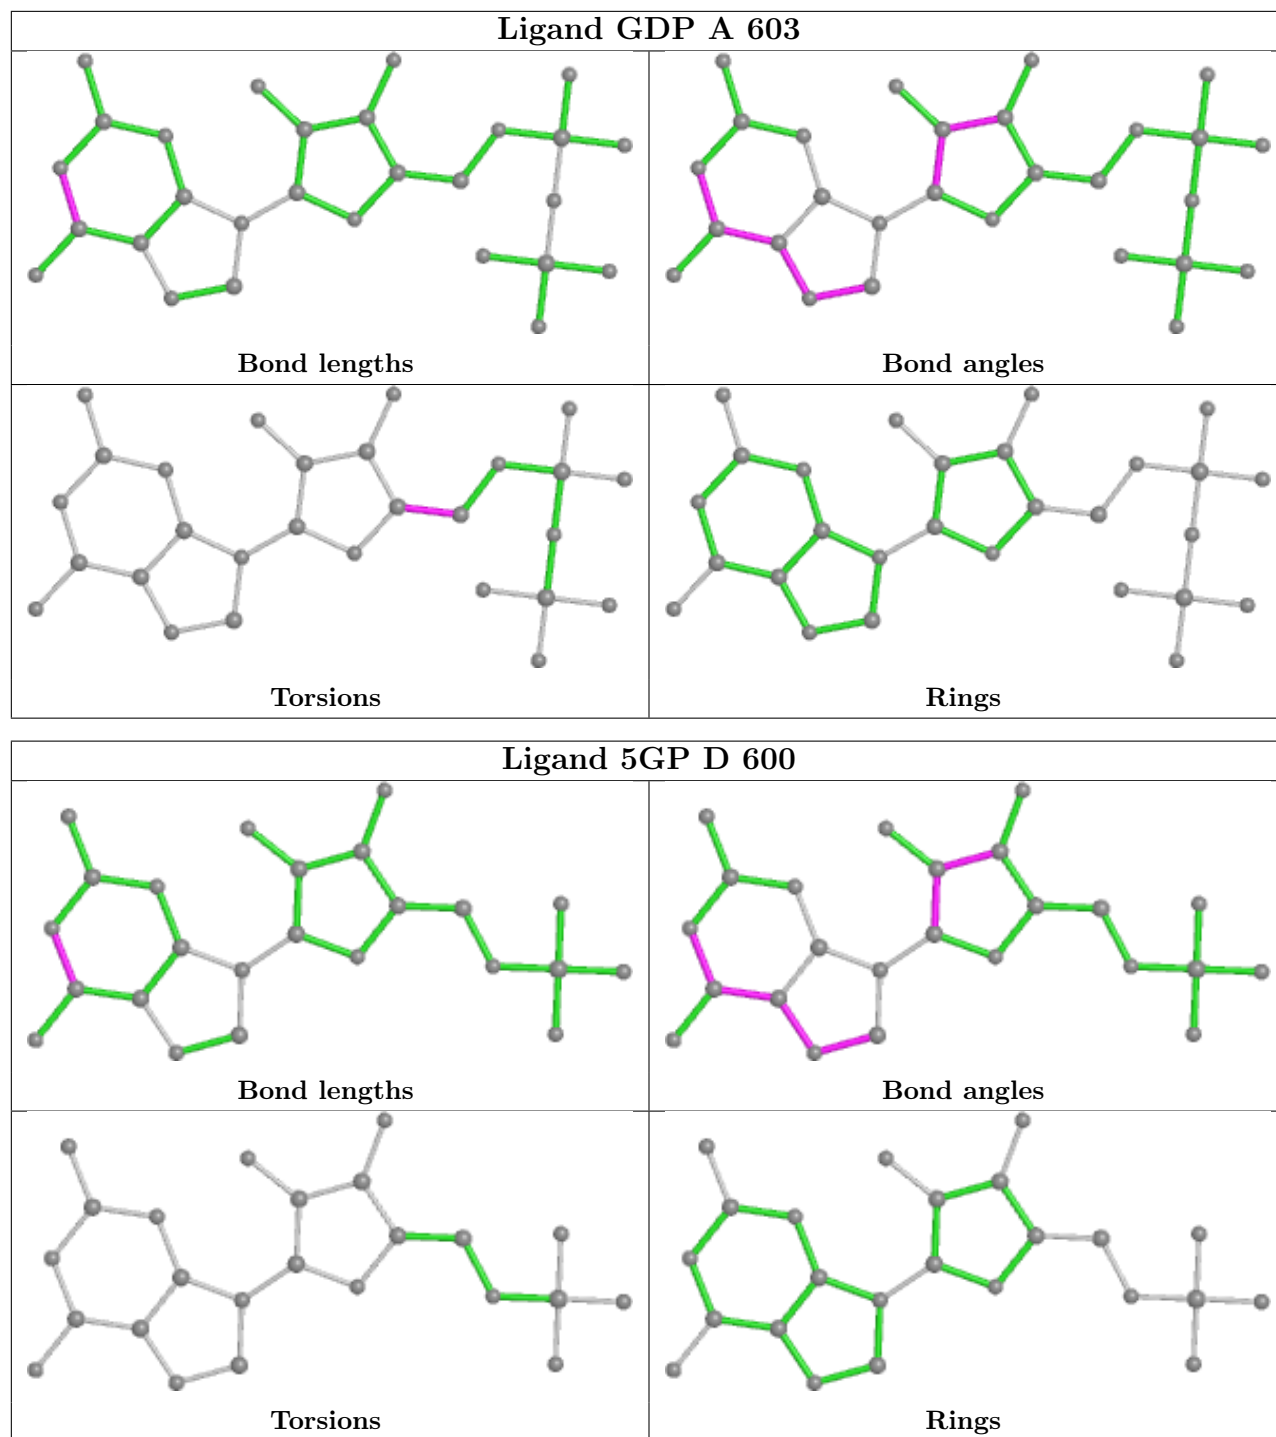 Ligand GDP A 603
Bond lengths
Bond angles
Torsions
Rings
Ligand 5GP D 600
Bond lengths
Bond angles
Torsions
Rings